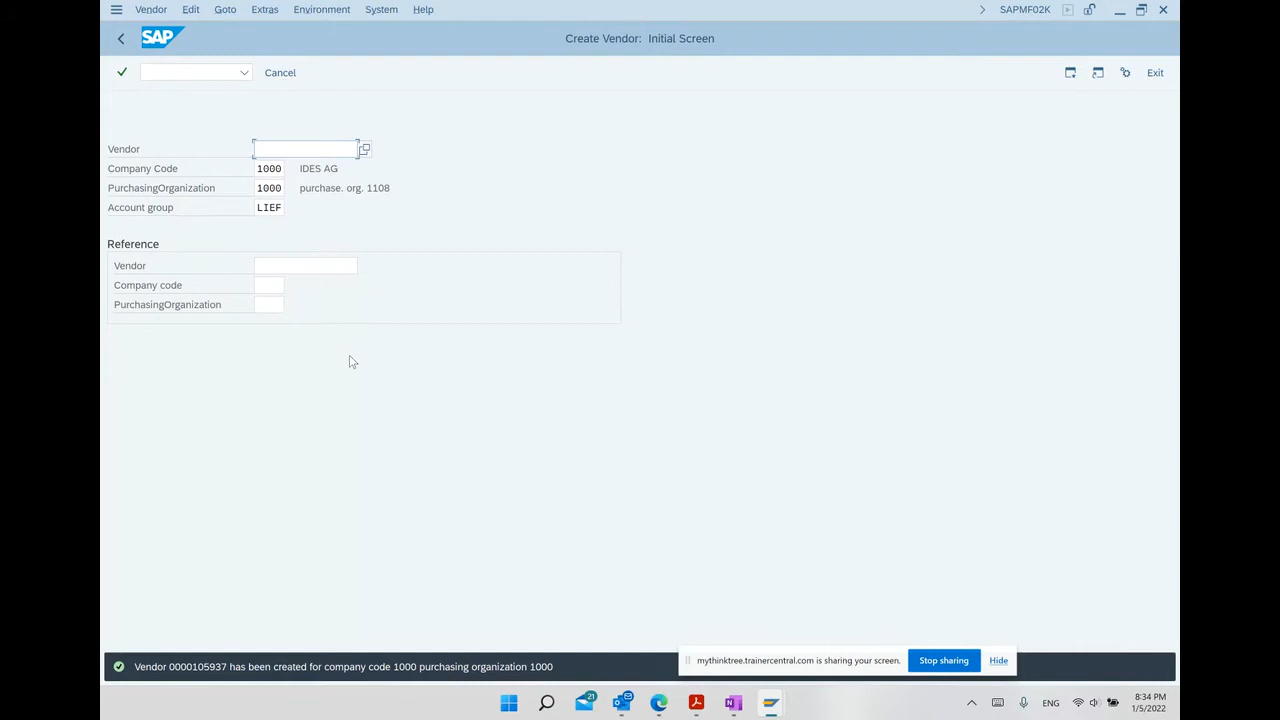 Vendor Edit Goto Extras Environment System Help SAPMF02K
SAP Create Vendor: Initial Screen
Cancel Exit
Vendor
Company Code 1000 IDES AG
PurchasingOrganization 1000 purchase. org. 1108
Account group LIEF
Reference
Vendor
Company code
PurchasingOrganization
Vendor 0000105937 has been created for company code 1000 purchasing organization 1000
mythinktree.trainercentral.com is sharing your screen. Stop sharing Hide
21
ENG
8:34 PM
1/5/2022